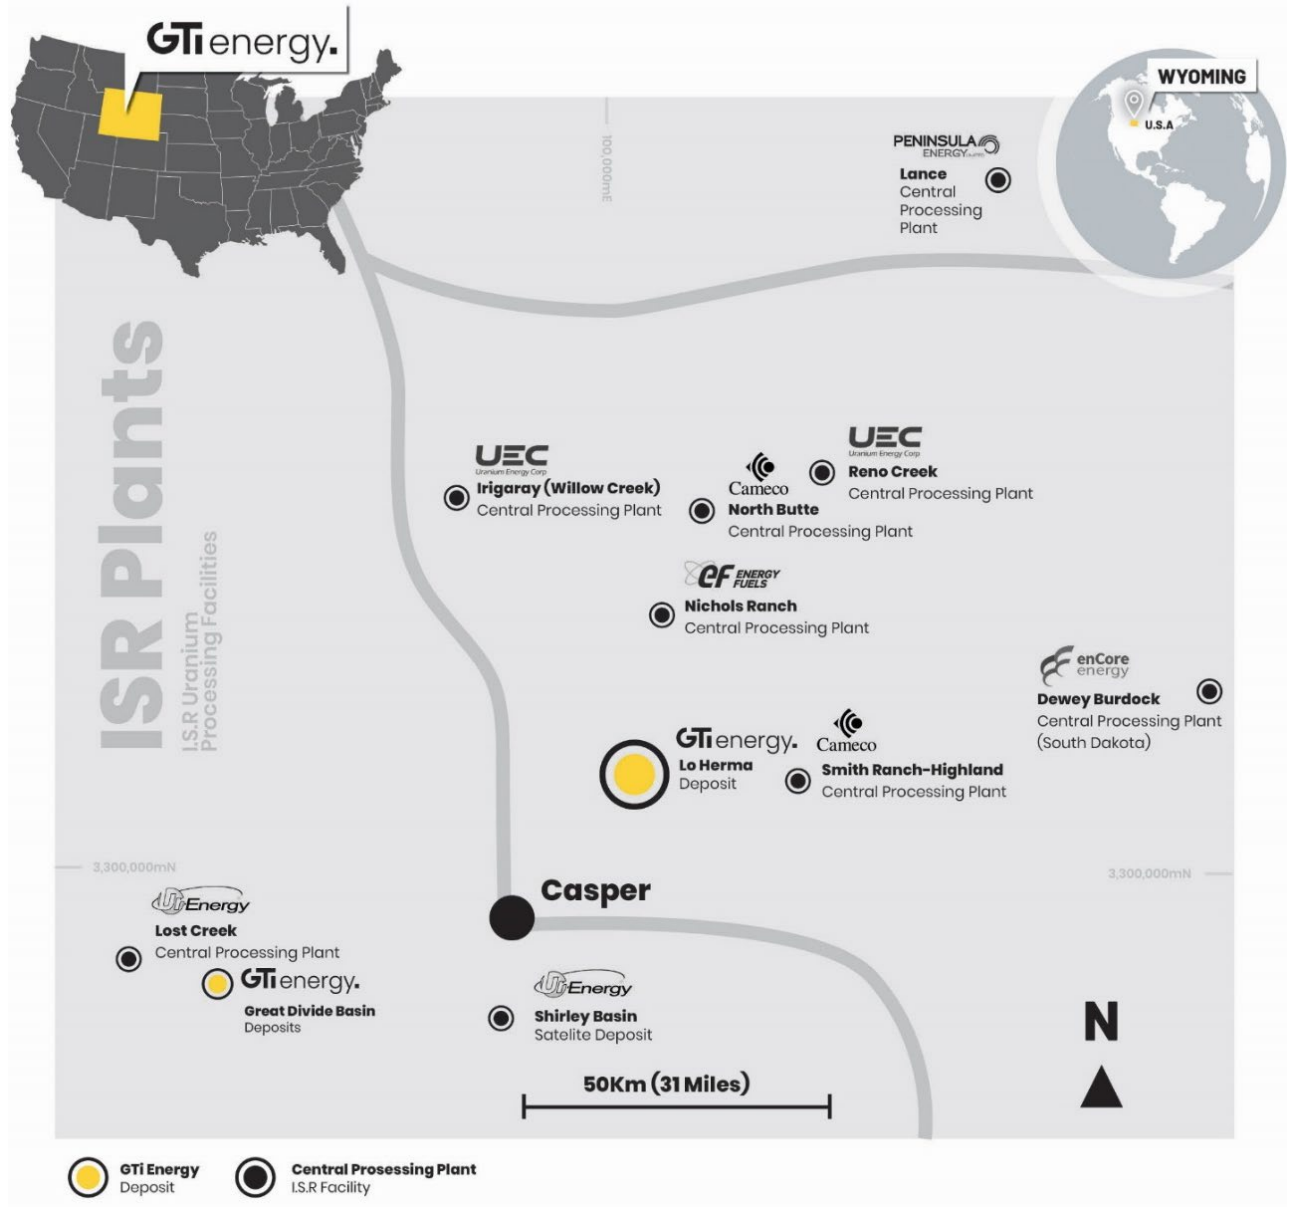 GTi energy.
WYOMING
U.S.A
100,000mE
PENINSULA
ENERGY
Lance
Central
Processing
Plant
ISR Plants
I.S.R Uranium
Processing Facilities
UEC
Uranium Energy Corp
Irigaray (Willow Creek)
Central Processing Plant
Cameco
North Butte
Central Processing Plant
UEC
Uranium Energy Corp
Reno Creek
Central Processing Plant
eF ENERGY
FUELS
Nichols Ranch
Central Processing Plant
enCore
energy
Dewey Burdock
Central Processing Plant
(South Dakota)
GTi energy.
Lo Herma
Deposit
Cameco
Smith Ranch-Highland
Central Processing Plant
3,300,000mN
3,300,000mN
Casper
Ur-Energy
Lost Creek
Central Processing Plant
GTi energy.
Great Divide Basin
Deposits
Ur-Energy
Shirley Basin
Satelite Deposit
N
50Km (31 Miles)
GTi Energy
Deposit
Central Prosessing Plant
I.S.R Facility